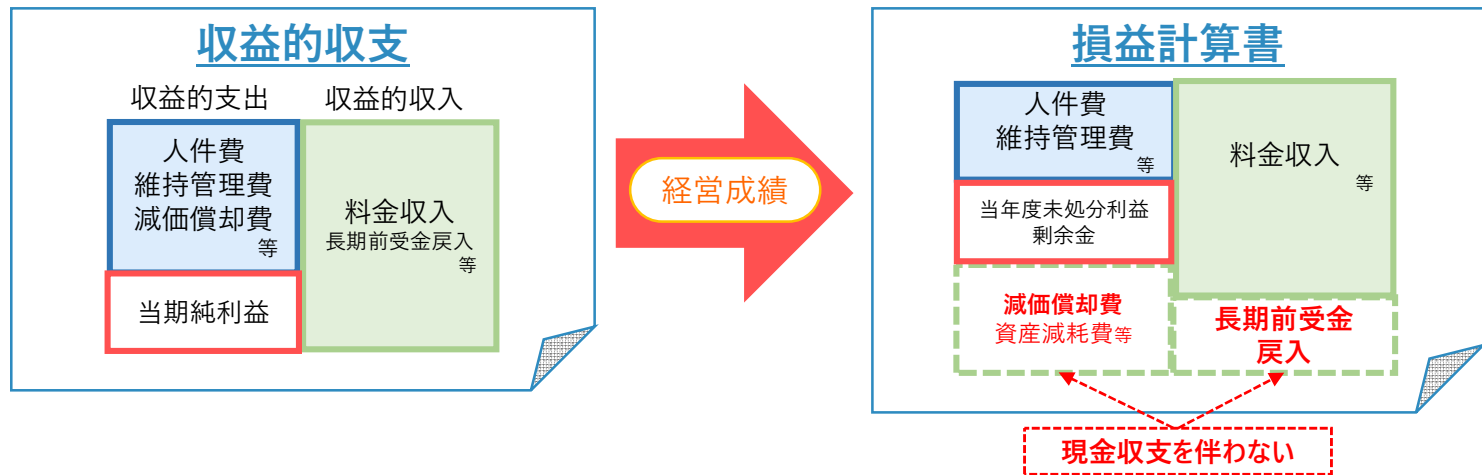 収益的収支
収益的支出
収益的収入
人件費
維持管理費
減価償却費
等
当期純利益
料金収入
長期前受金戻入
等
経営成績
損益計算書
人件費
維持管理費
等
当年度未処分利益
剰余金
減価償却費
資産減耗費等
料金収入
等
長期前受金
戻入
現金収支を伴わない